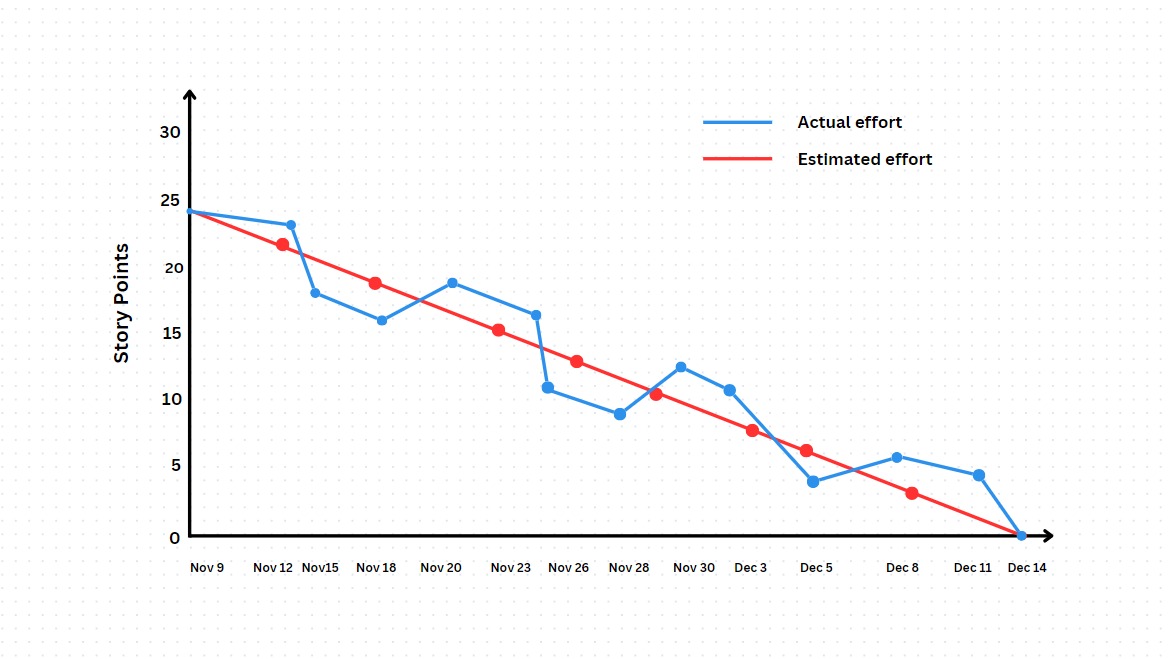 Actual effort
Estimated effort
Story Points
30
25
20
15
10
5
0
Nov 9 Nov 12 Nov15 Nov 18 Nov 20 Nov 23 Nov 26 Nov 28 Nov 30 Dec 3 Dec 5 Dec 8 Dec 11 Dec 14